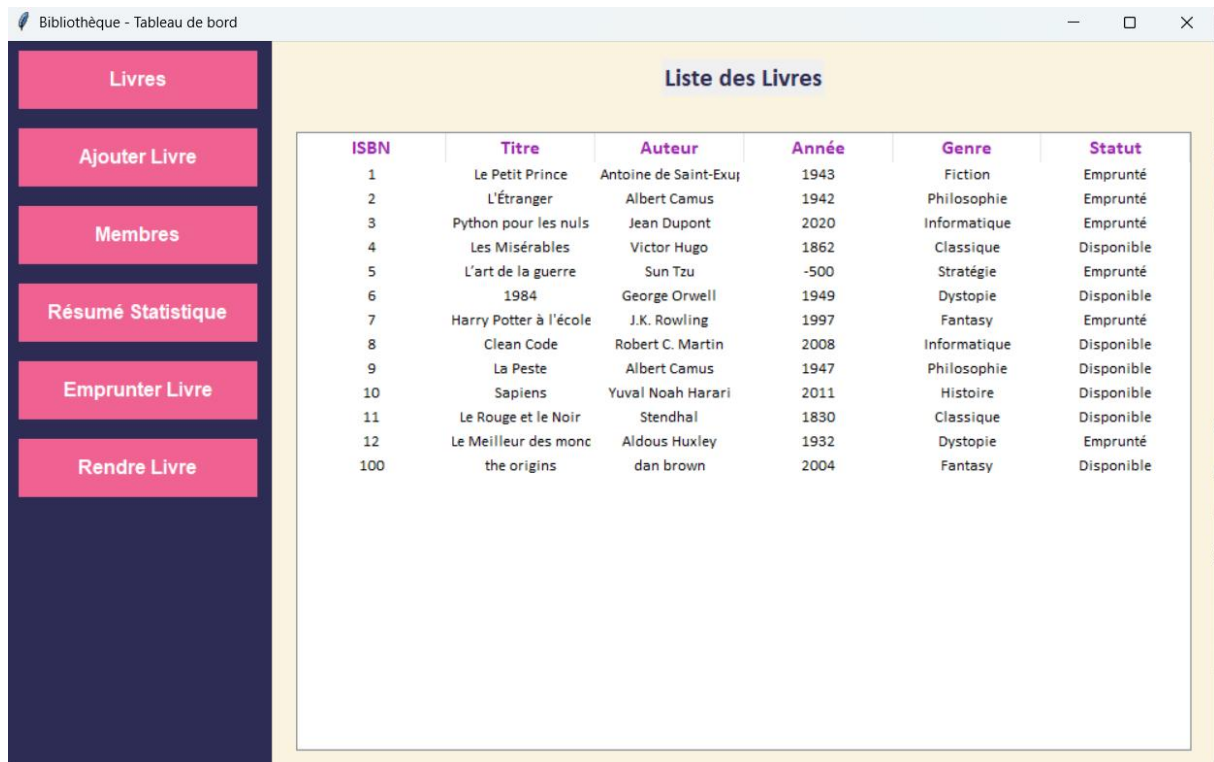 Bibliothèque - Tableau de bord
Livres
Ajouter Livre
Membres
Résumé Statistique
Emprunter Livre
Rendre Livre
Liste des Livres
ISBN Titre Auteur Année Genre Statut
1 Le Petit Prince Antoine de Saint-Exup 1943 Fiction Emprunté
2 L'Étranger Albert Camus 1942 Philosophie Emprunté
3 Python pour les nuls Jean Dupont 2020 Informatique Emprunté
4 Les Misérables Victor Hugo 1862 Classique Disponible
5 L’art de la guerre Sun Tzu -500 Stratégie Emprunté
6 1984 George Orwell 1949 Dystopie Disponible
7 Harry Potter à l'école J.K. Rowling 1997 Fantasy Emprunté
8 Clean Code Robert C. Martin 2008 Informatique Disponible
9 La Peste Albert Camus 1947 Philosophie Disponible
10 Sapiens Yuval Noah Harari 2011 Histoire Disponible
11 Le Rouge et le Noir Stendhal 1830 Classique Disponible
12 Le Meilleur des monc Aldous Huxley 1932 Dystopie Emprunté
100 the origins dan brown 2004 Fantasy Disponible